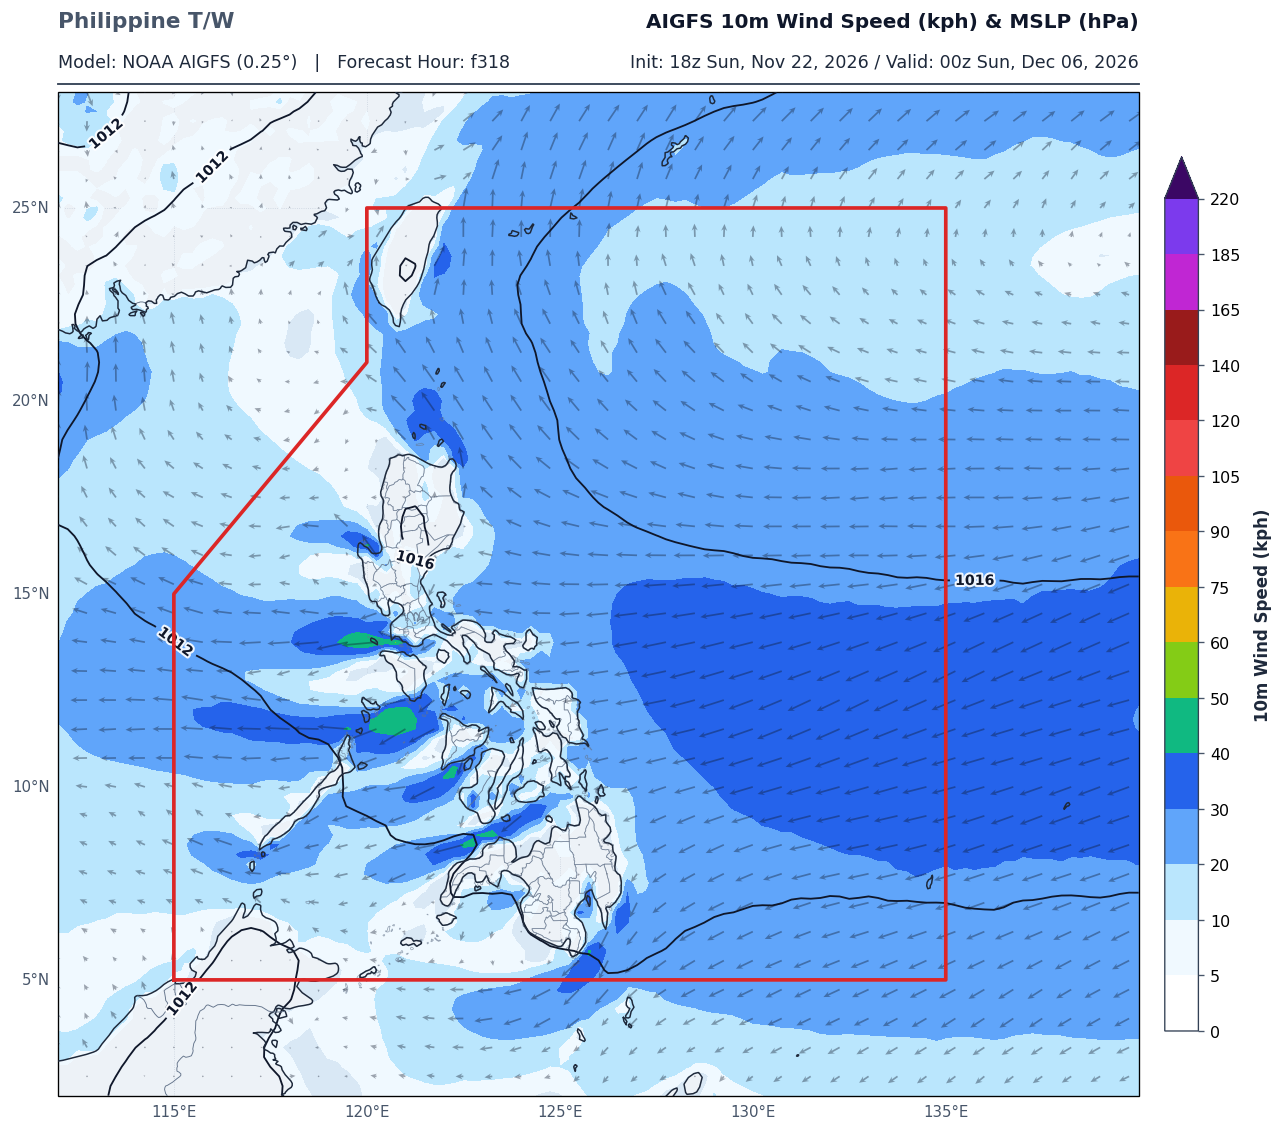 Philippine T/W
AIGFS 10m Wind Speed (kph) & MSLP (hPa)
Model: NOAA AIGFS (0.25°)   |   Forecast Hour: f318
Init: 18z Sun, Nov 22, 2026 / Valid: 00z Sun, Dec 06, 2026
1012
1012
25°N
20°N
1016
1016
15°N
1012
10°N
5°N
1012
115°E
120°E
125°E
130°E
135°E
220
185
165
140
120
105
90
75
60
50
40
30
20
10
5
0
10m Wind Speed (kph)